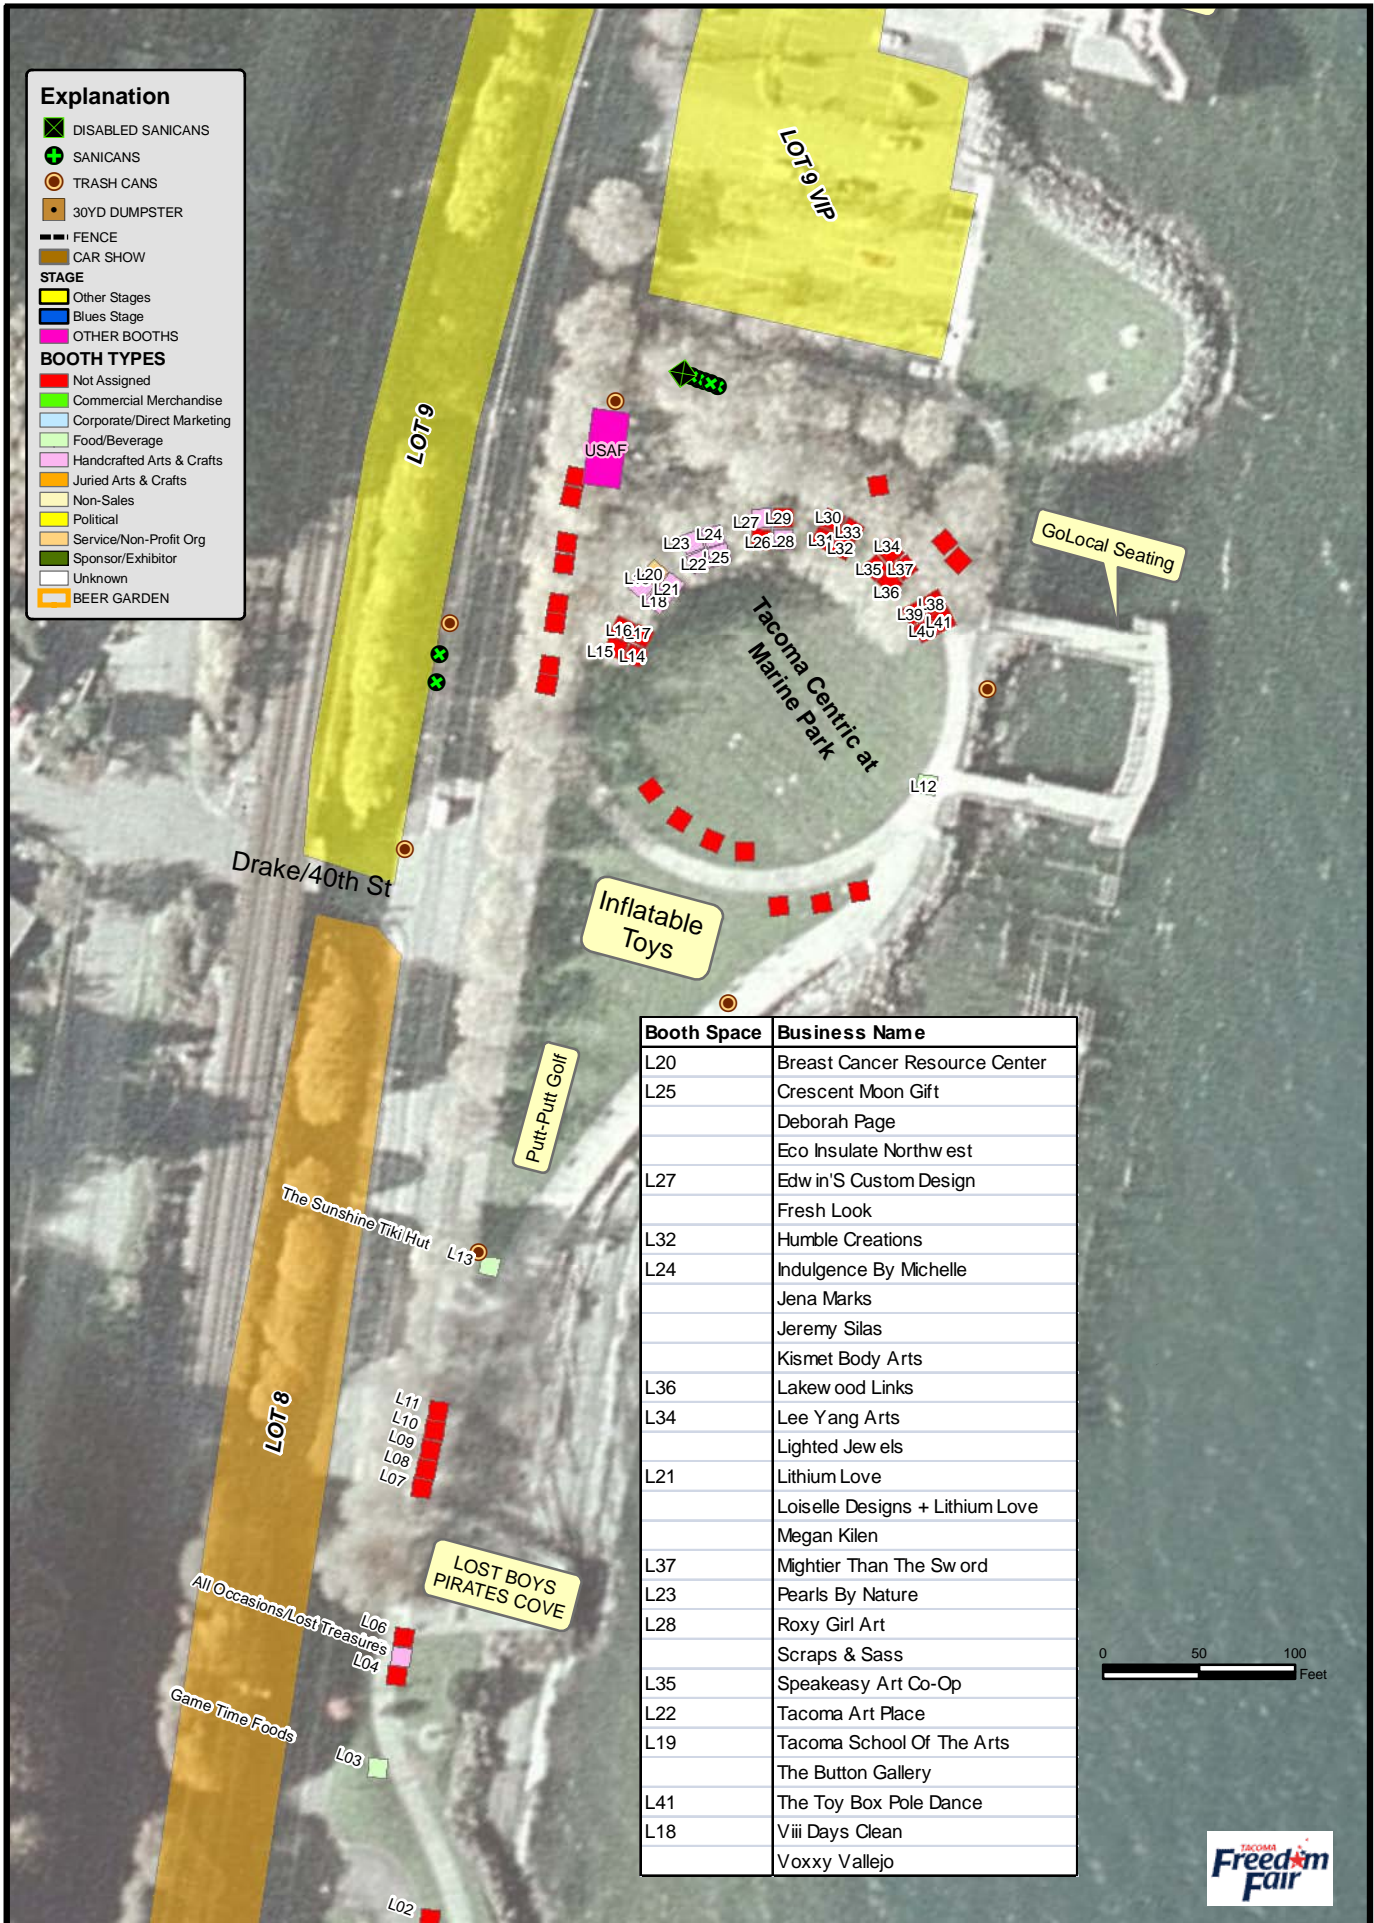 Explanation
DISABLED SANICANS
SANICANS
TRASH CANS
30YD DUMPSTER
FENCE
CAR SHOW
STAGE
Other Stages
Blues Stage
OTHER BOOTHS
BOOTH TYPES
Not Assigned
Commercial Merchandise
Corporate/Direct Marketing
Food/Beverage
Handcrafted Arts & Crafts
Juried Arts & Crafts
Non-Sales
Political
Service/Non-Profit Org
Sponsor/Exhibitor
Unknown
BEER GARDEN
LOT 9 VIP
LOT 9
USAF
L27
L29
L26
L28
L30
L33
L31
L32
L24
L23
L25
L22
L34
L35
L37
L36
L20
L21
L18
L38
L39
L41
L40
L16
L17
L15
L14
GoLocal Seating
Tacoma Centric at
Marine Park
L12
Drake/40th St
Inflatable
Toys
Putt-Putt Golf
The Sunshine Tiki Hut
L13
LOT 8
L11
L10
L09
L08
L07
LOST BOYS
PIRATES COVE
All Occasions/Lost Treasures
L06
L04
Game Time Foods
L03
L02
Booth Space Business Name
L20 Breast Cancer Resource Center
L25 Crescent Moon Gift
Deborah Page
Eco Insulate Northwest
L27 Edwin'S Custom Design
Fresh Look
L32 Humble Creations
L24 Indulgence By Michelle
Jena Marks
Jeremy Silas
Kismet Body Arts
L36 Lakewood Links
L34 Lee Yang Arts
Lighted Jewels
L21 Lithium Love
Loiselle Designs + Lithium Love
Megan Kilen
L37 Mightier Than The Sword
L23 Pearls By Nature
L28 Roxy Girl Art
Scraps & Sass
L35 Speakeasy Art Co-Op
L22 Tacoma Art Place
L19 Tacoma School Of The Arts
The Button Gallery
L41 The Toy Box Pole Dance
L18 Viii Days Clean
Voxxy Vallejo
0 50 100
Feet
TACOMA
Freedom
Fair